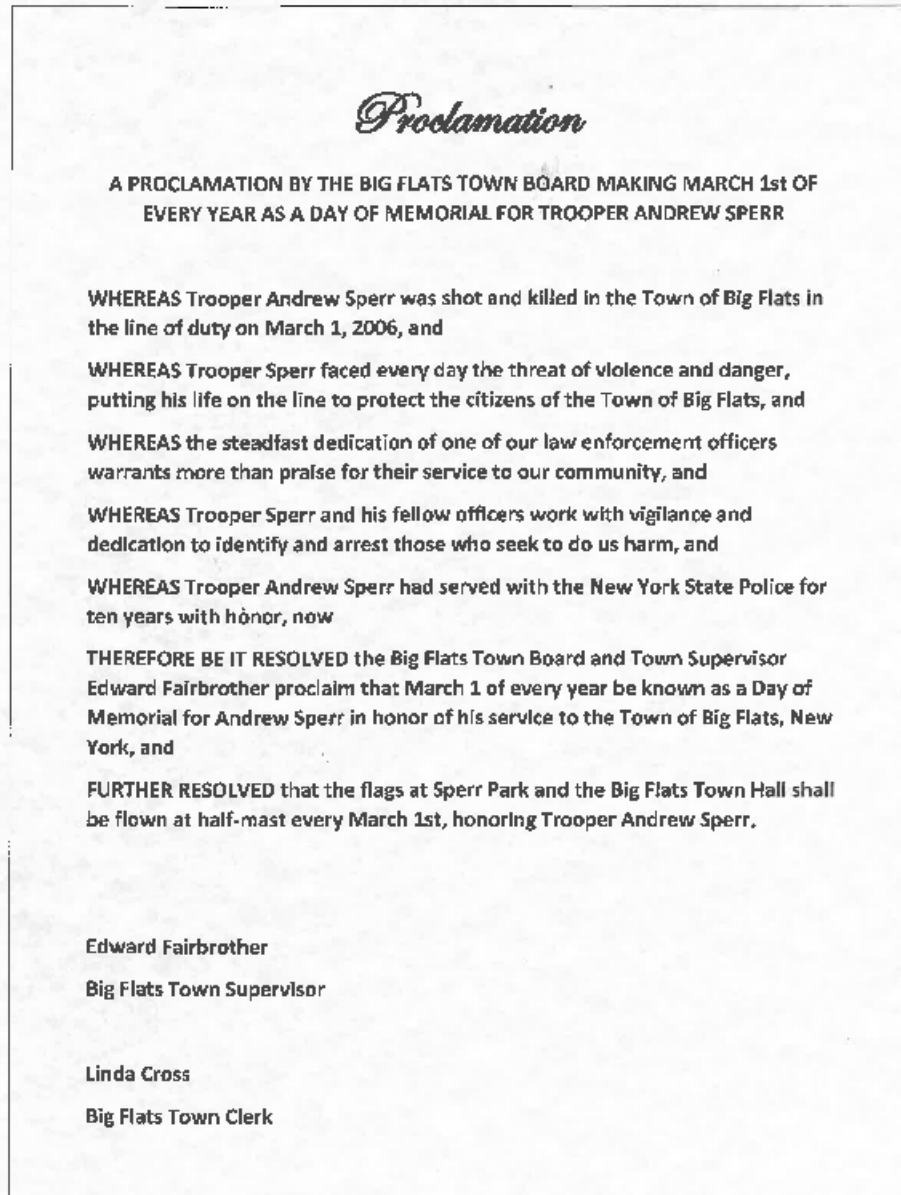 Proclamation
A PROCLAMATION BY THE BIG FLATS TOWN BOARD MAKING MARCH 1st OF
EVERY YEAR AS A DAY OF MEMORIAL FOR TROOPER ANDREW SPERR
WHEREAS Trooper Andrew Sperr was shot and killed in the Town of Big Flats in
the line of duty on March 1, 2006, and
WHEREAS Trooper Sperr faced every day the threat of violence and danger,
putting his life on the line to protect the citizens of the Town of Big Flats, and
WHEREAS the steadfast dedication of one of our law enforcement officers
warrants more than praise for their service to our community, and
WHEREAS Trooper Sperr and his fellow officers work with vigilance and
dedication to identify and arrest those who seek to do us harm, and
WHEREAS Trooper Andrew Sperr had served with the New York State Police for
ten years with honor, now
THEREFORE BE IT RESOLVED the Big Flats Town Board and Town Supervisor
Edward Fairbrother proclaim that March 1 of every year be known as a Day of
Memorial for Andrew Sperr in honor of his service to the Town of Big Flats, New
York, and
FURTHER RESOLVED that the flags at Sperr Park and the Big Flats Town Hall shall
be flown at half-mast every March 1st, honoring Trooper Andrew Sperr.
Edward Fairbrother
Big Flats Town Supervisor
Linda Cross
Big Flats Town Clerk